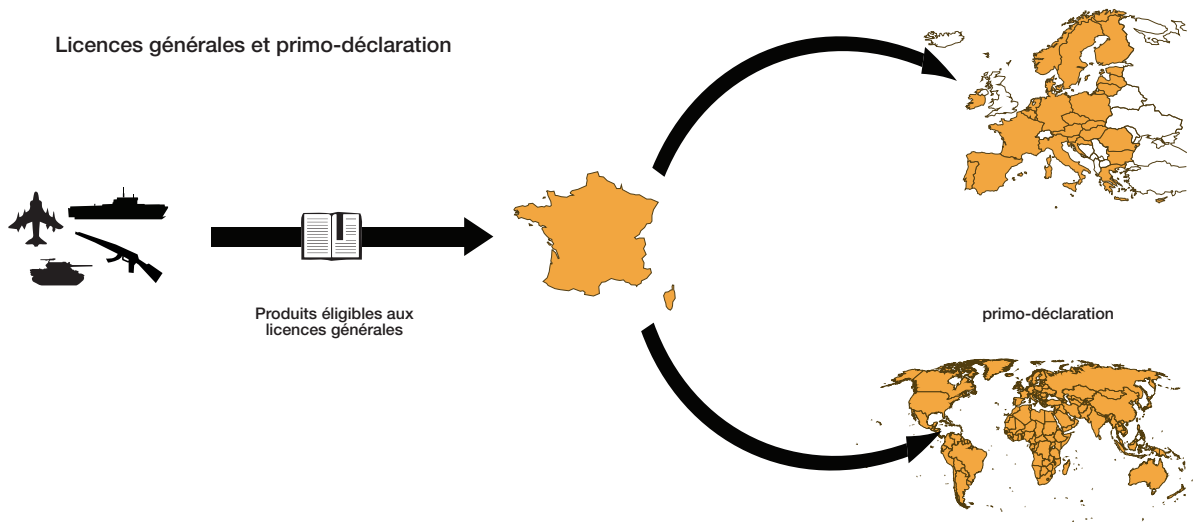 Licences générales et primo-déclaration
Produits éligibles aux
licences générales
primo-déclaration